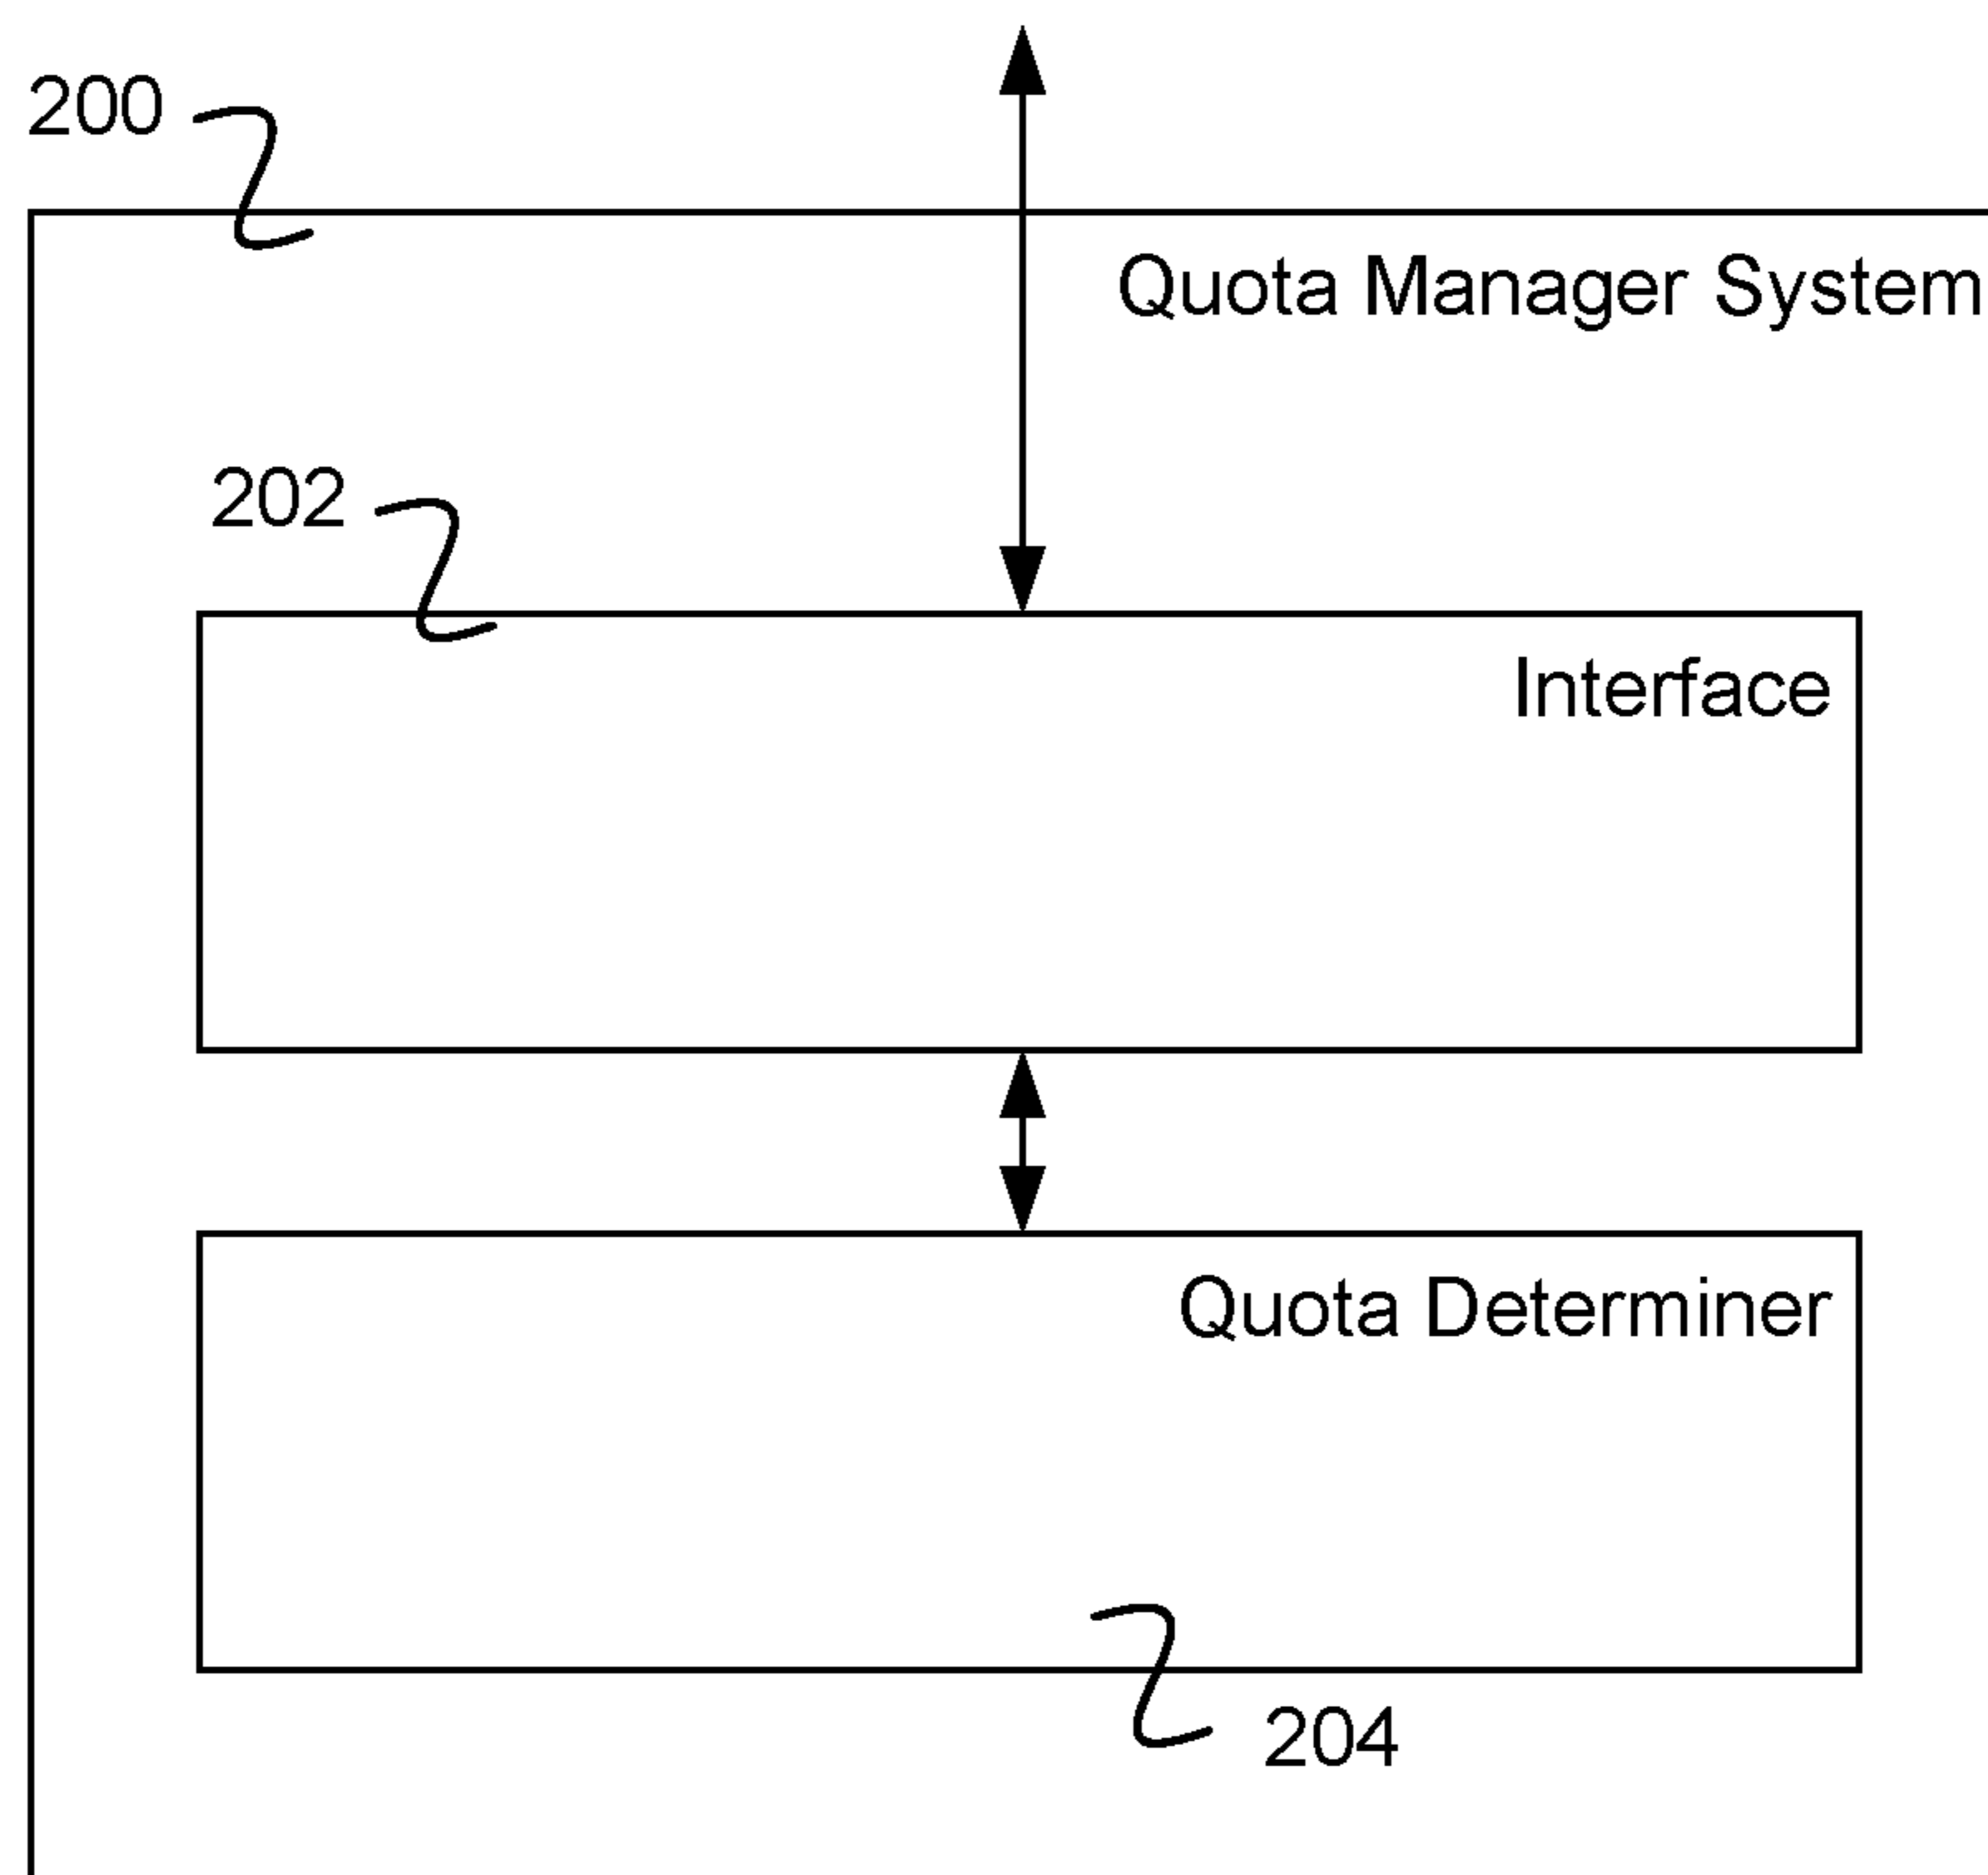 200
Quota Manager System
202
Interface
Quota Determiner
204